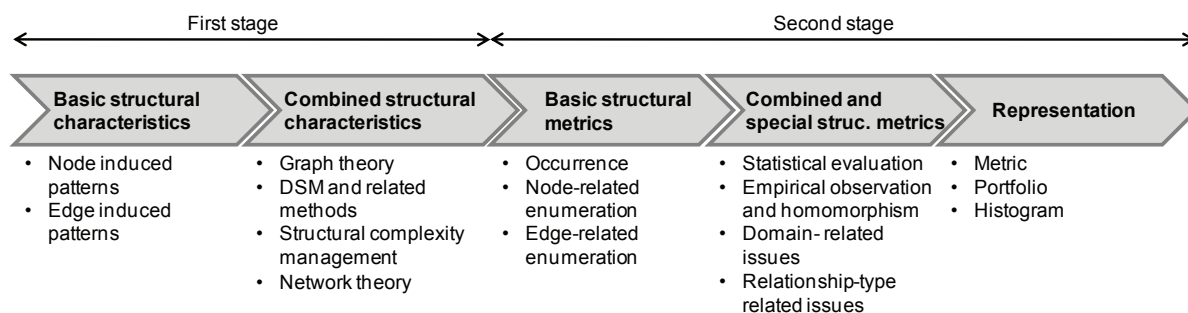 First stage
Second stage
Basic structural
characteristics
Combined structural
characteristics
Basic structural
metrics
Combined and
special struc. metrics
Representation
• Node induced
patterns
• Edge induced
patterns
• Graph theory
• DSM and related
methods
• Structural complexity
management
• Network theory
• Occurrence
• Node-related
enumeration
• Edge-related
enumeration
• Statistical evaluation
• Empirical observation
and homomorphism
• Domain- related
issues
• Relationship-type
related issues
• Metric
• Portfolio
• Histogram